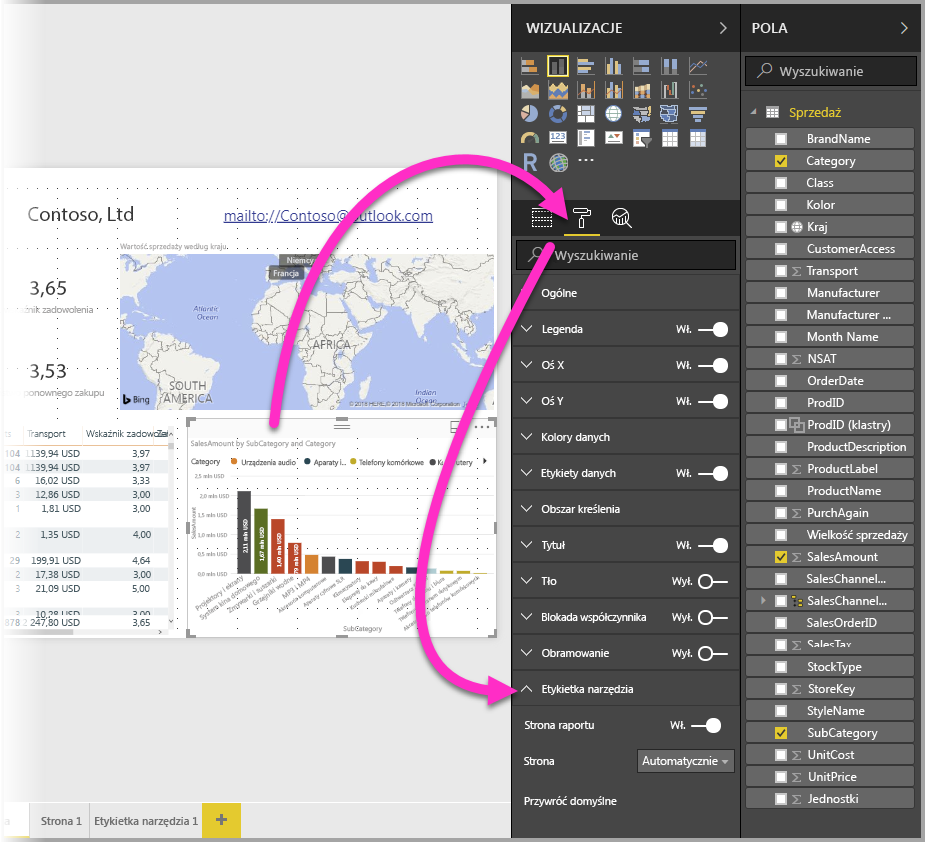 WIZUALIZACJE
POLA
Wyszukiwanie
Sprzedaż
BrandName
Category
Class
Kolor
Kraj
CustomerAccess
Transport
Manufacturer
Manufacturer ...
Month Name
NSAT
OrderDate
ProdID
ProdID (klastry)
ProductDescription
ProductLabel
ProductName
PurchAgain
Wielkość sprzedaży
SalesAmount
SalesChannel...
SalesChannel...
SalesOrderID
SalesTax
StockType
StoreKey
StyleName
SubCategory
UnitCost
UnitPrice
Jednostki
123
R
Wyszukiwanie
Ogólne
Legenda Wł.
Oś X Wł.
Oś Y Wł.
Kolory danych
Etykiety danych Wł.
Obszar kreślenia
Tytuł Wł.
Tło Wył.
Blokada współczynnika Wył.
Obramowanie Wył.
Etykietka narzędzia
Strona raportu Wł.
Strona Automatycznie
Przywróć domyślne
Contoso, Ltd
mailto://Contoso@outlook.com
Wartość sprzedaży według kraju
3,65
źnik zadowolenia
3,53
ponownego zakupu
Niemcy
Francja
Atlantic
Ocean
AFRICA
SOUTH
AMERICA
Indian
Ocean
Bing
© 2018 HERE, © 2018 Microsoft Corporation
Transport Wskaźnik zadowo
104 1139,94 USD 3,97
104 1139,94 USD 3,97
6 16,02 USD 3,33
3 12,86 USD 3,00
1 1,81 USD 3,00
2 1,35 USD 4,00
29 199,91 USD 4,64
2 17,38 USD 3,00
3 21,09 USD 5,00
3 10,28 USD 3,00
878 2 247,80 USD 3,65
SalesAmount by SubCategory and Category
Category Urządzenia audio Aparaty i... Telefony komórkowe
2,5 mln USD
2,0 mln USD
1,5 mln USD
1,0 mln USD
0,5 mln USD
0,0 mln USD
SalesAmount
2,11 mln USD
1,67 mln USD
1,40 mln USD
Projektory i ekrany
System kina domowego
Zmywarki i suszarki
MP3 i MP4
SubCategory
Strona 1
Etykietka narzędzia 1
+